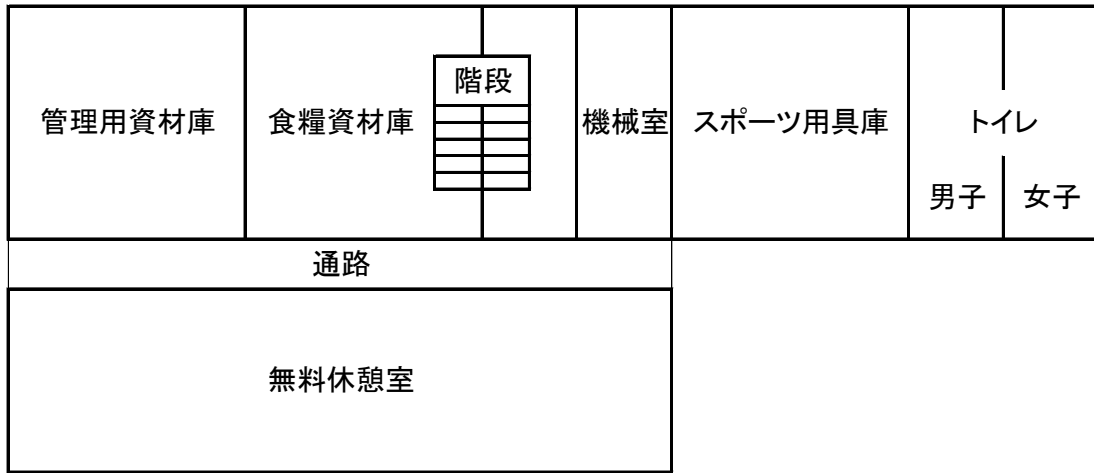 階段
管理用資材庫
食糧資材庫
機械室
スポーツ用具庫
トイレ
男子
女子
通路
無料休憩室